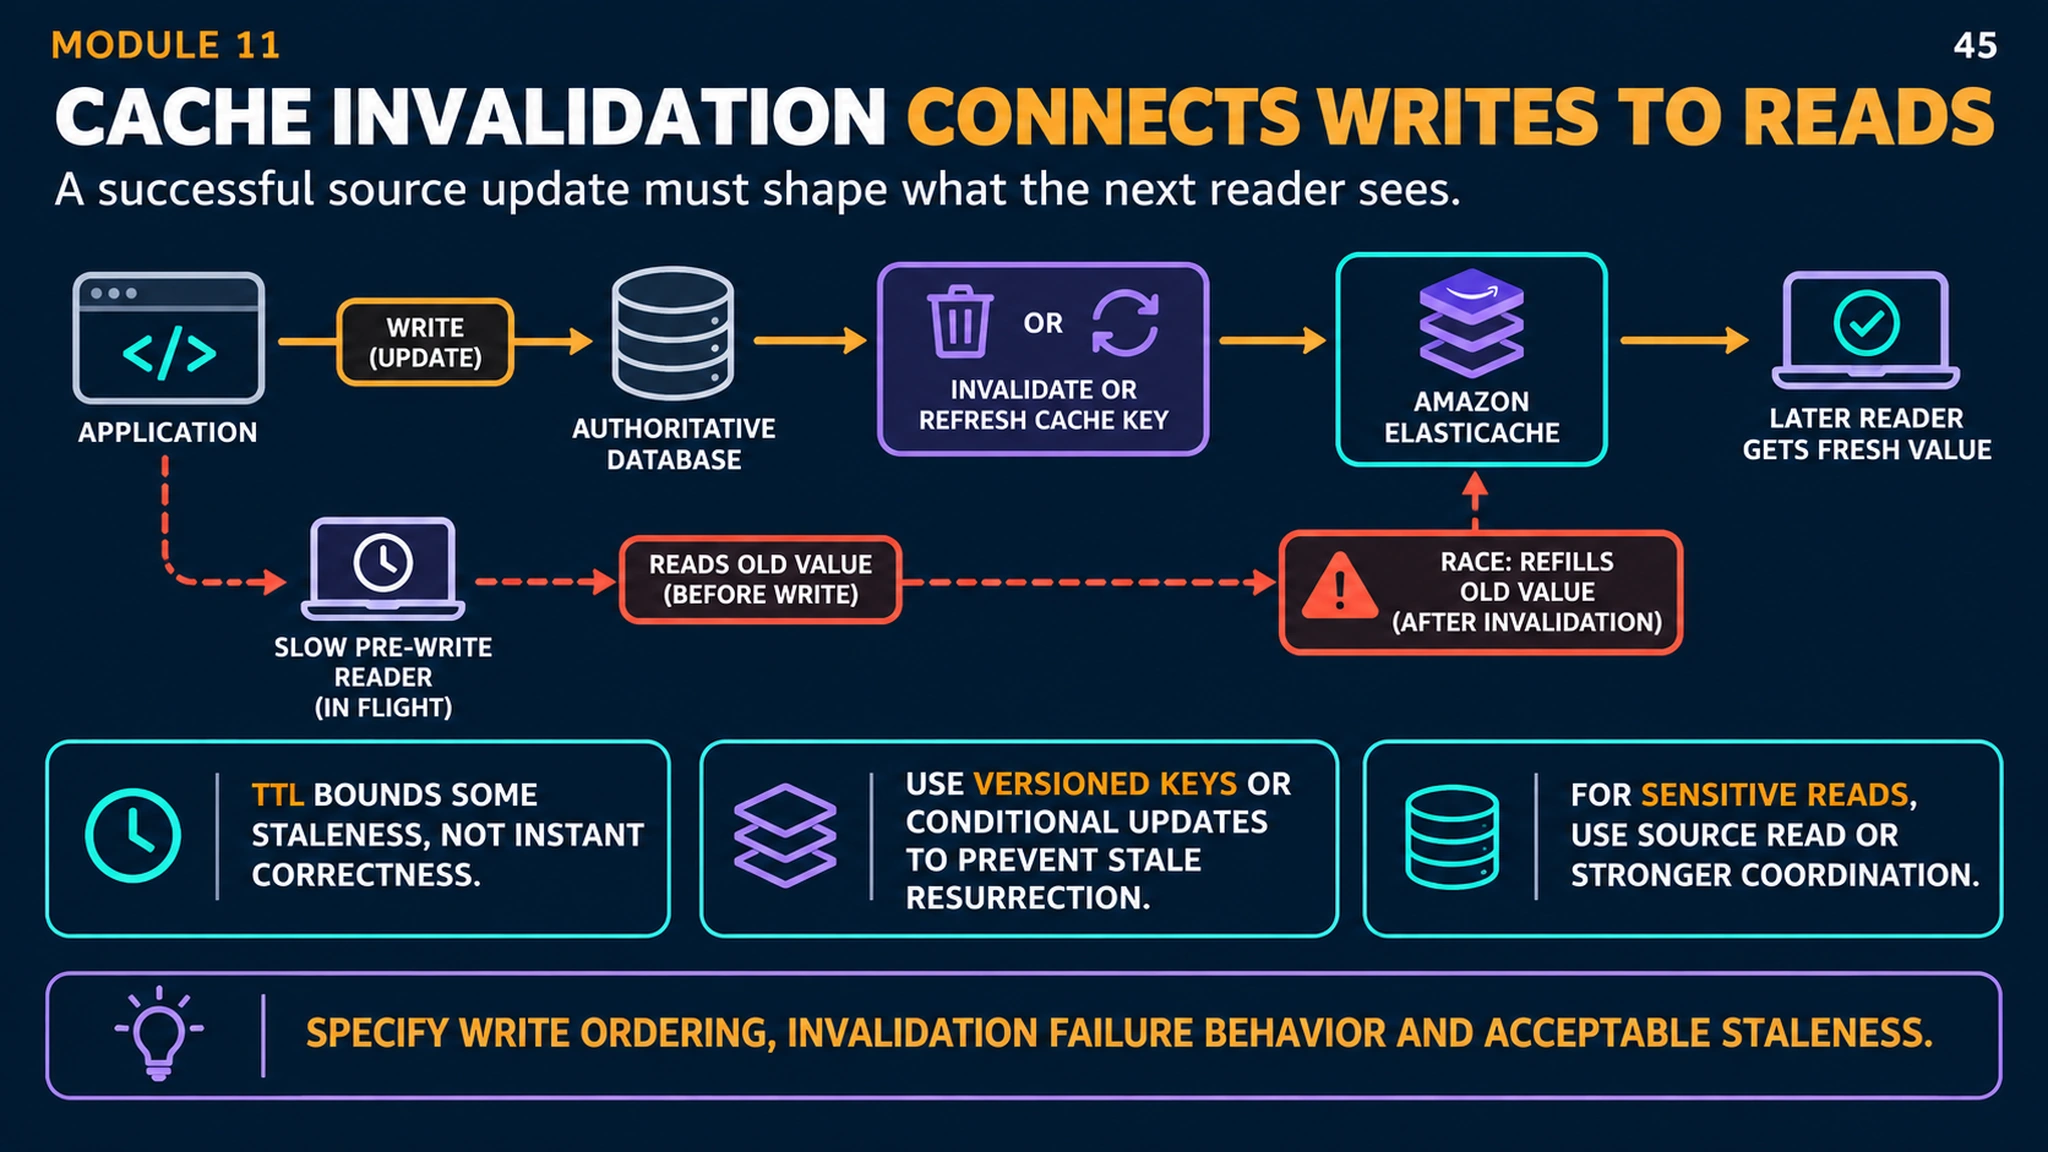 MODULE 11
45
CACHE INVALIDATION CONNECTS WRITES TO READS
A successful source update must shape what the next reader sees.
WRITE
(UPDATE)
OR
INVALIDATE OR
REFRESH CACHE KEY
AMAZON
ELASTICACHE
APPLICATION
AUTHORITATIVE
DATABASE
LATER READER
GETS FRESH VALUE
READS OLD VALUE
(BEFORE WRITE)
RACE: REFILLS
OLD VALUE
(AFTER INVALIDATION)
SLOW PRE-WRITE
READER
(IN FLIGHT)
TTL BOUNDS SOME
STALENESS, NOT INSTANT
CORRECTNESS.
USE VERSIONED KEYS OR
CONDITIONAL UPDATES
TO PREVENT STALE
RESURRECTION.
FOR SENSITIVE READS,
USE SOURCE READ OR
STRONGER COORDINATION.
SPECIFY WRITE ORDERING, INVALIDATION FAILURE BEHAVIOR AND ACCEPTABLE STALENESS.